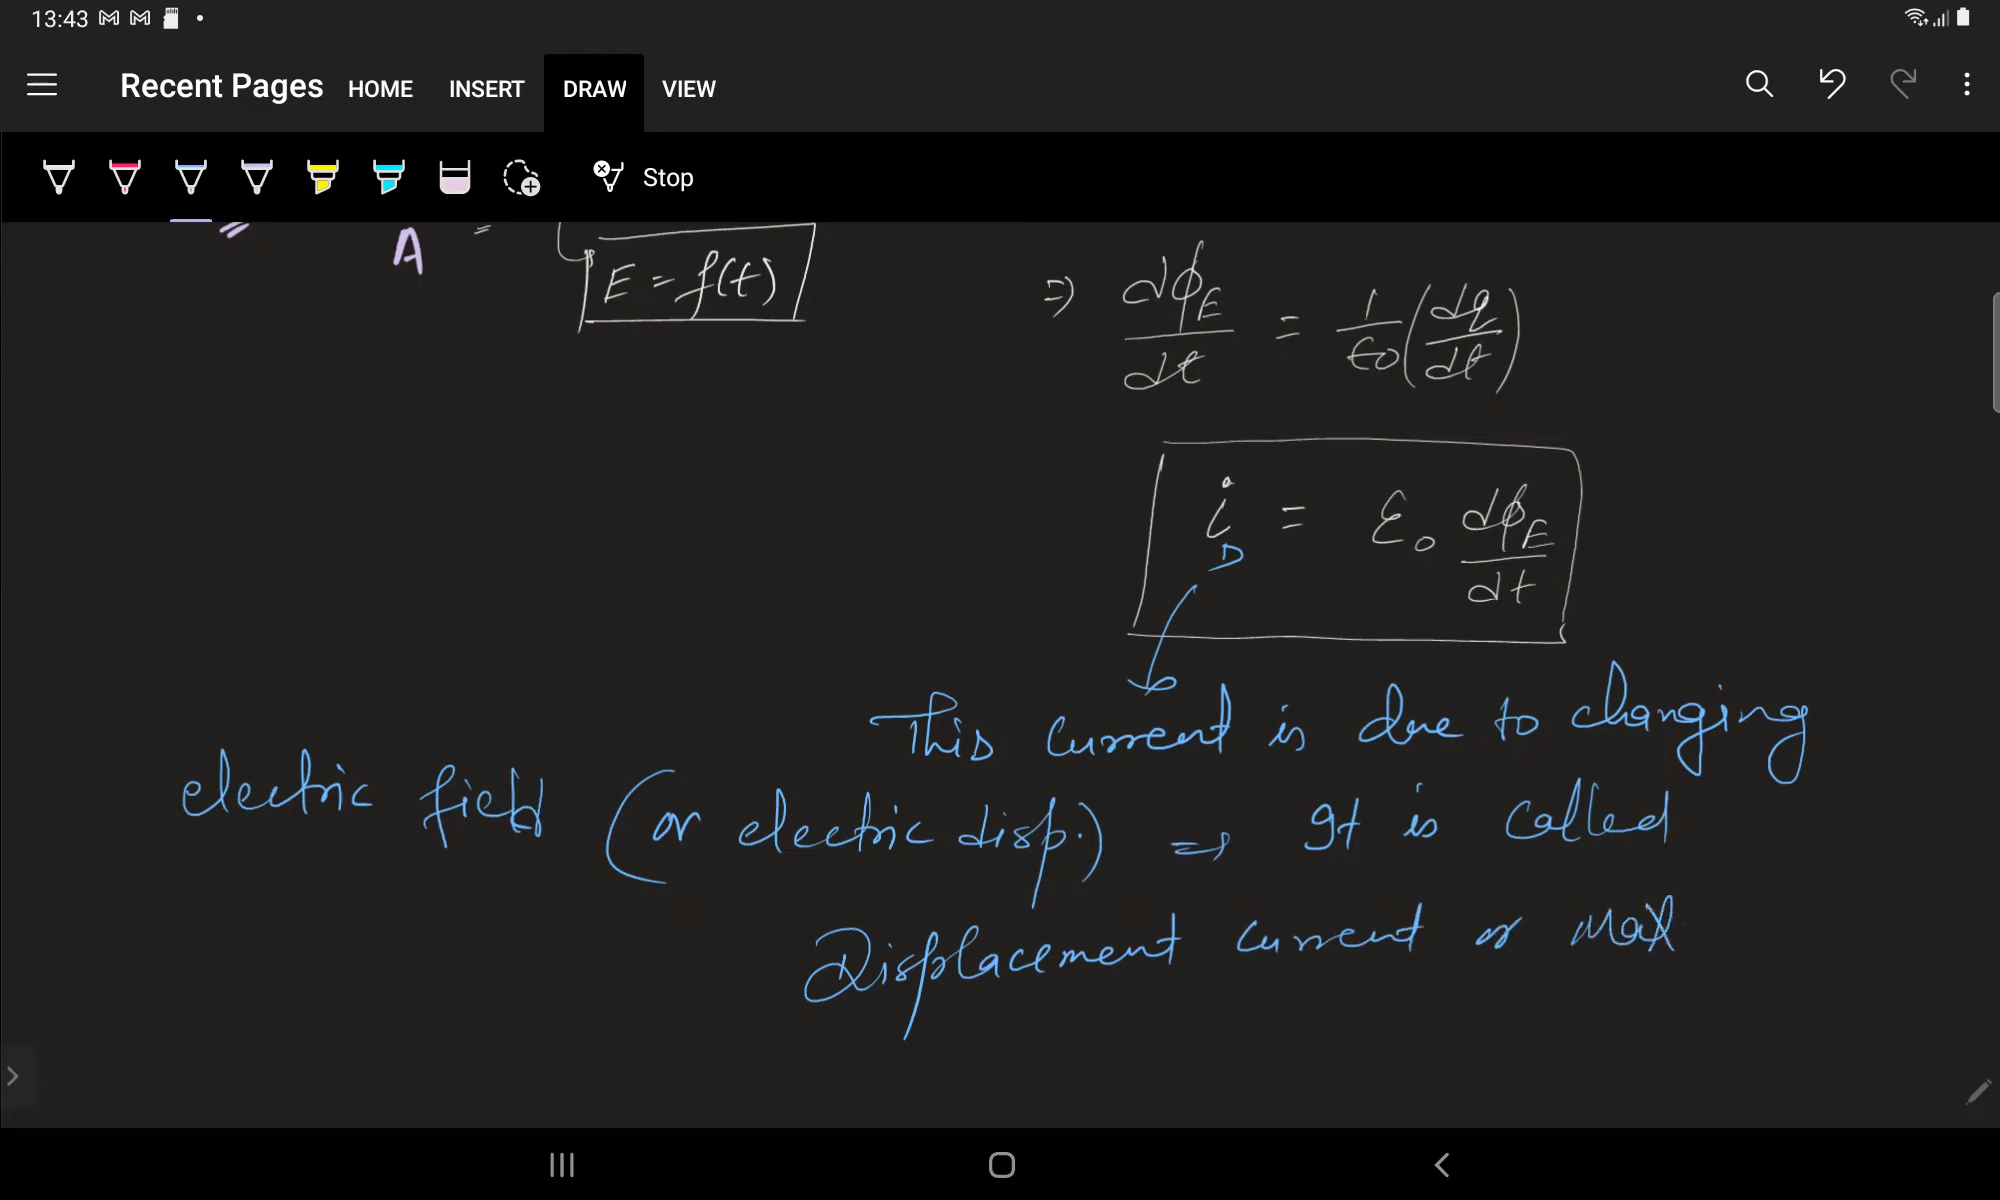 13:43
Recent Pages HOME INSERT DRAW VIEW
Stop
A =
E = f(t)
⇒ dϕE/dt = 1/ϵ0 (dq/dt)
iD = ε0 dϕE/dt
This current is due to changing
electric field (or electric disp.) ⇒ It is called
Displacement current or Max